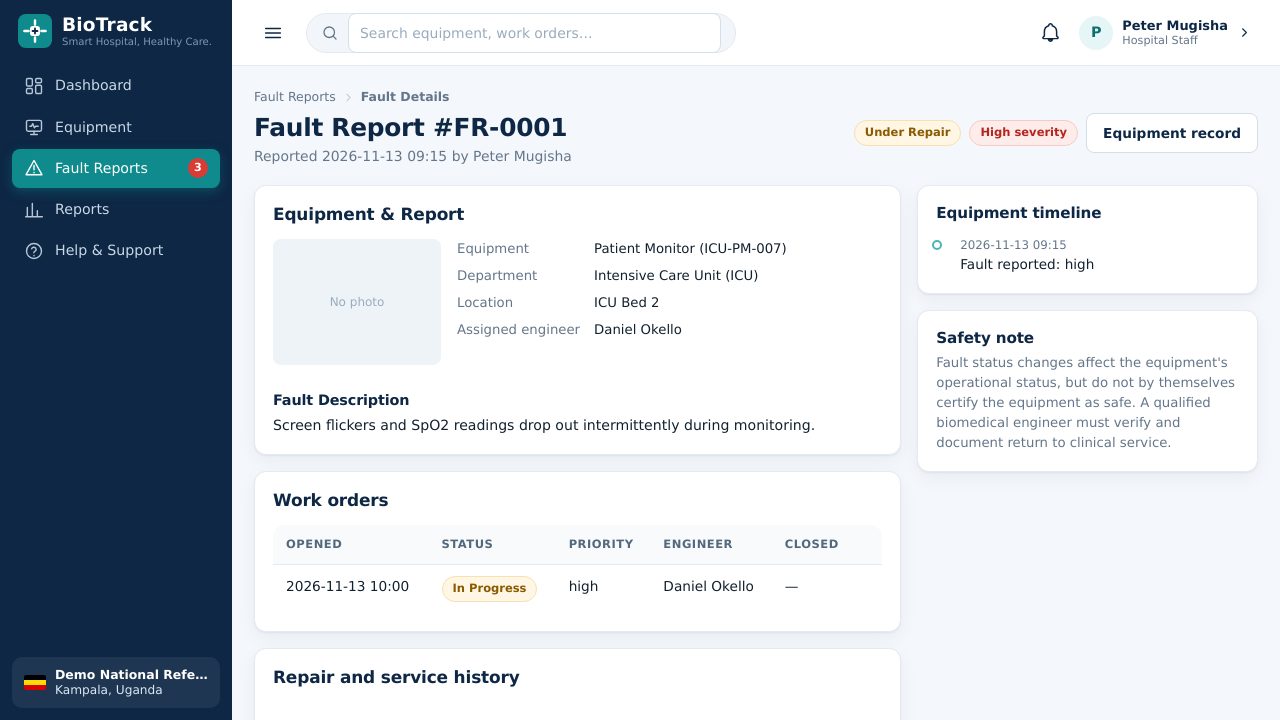 BioTrack
Smart Hospital, Healthy Care.
Dashboard
Equipment
Fault Reports 3
Reports
Help & Support
Demo National Refe...
Kampala, Uganda
Search equipment, work orders...
P
Peter Mugisha
Hospital Staff
Fault Reports > Fault Details
Fault Report #FR-0001
Reported 2026-11-13 09:15 by Peter Mugisha
Under Repair
High severity
Equipment record
Equipment & Report
No photo
Equipment Patient Monitor (ICU-PM-007)
Department Intensive Care Unit (ICU)
Location ICU Bed 2
Assigned engineer Daniel Okello
Fault Description
Screen flickers and SpO2 readings drop out intermittently during monitoring.
Work orders
OPENED STATUS PRIORITY ENGINEER CLOSED
2026-11-13 10:00 In Progress high Daniel Okello —
Repair and service history
Equipment timeline
2026-11-13 09:15
Fault reported: high
Safety note
Fault status changes affect the equipment's
operational status, but do not by themselves
certify the equipment as safe. A qualified
biomedical engineer must verify and
document return to clinical service.